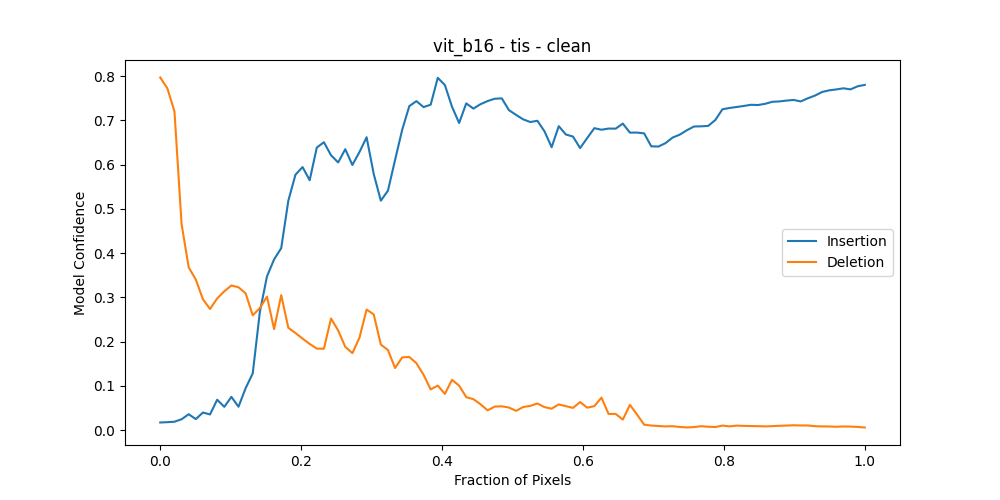 vit_b16 - tis - clean
0.8
0.7
0.6
0.5
0.4
0.3
0.2
0.1
0.0
Model Confidence
Insertion
Deletion
0.0 0.2 0.4 0.6 0.8 1.0
Fraction of Pixels